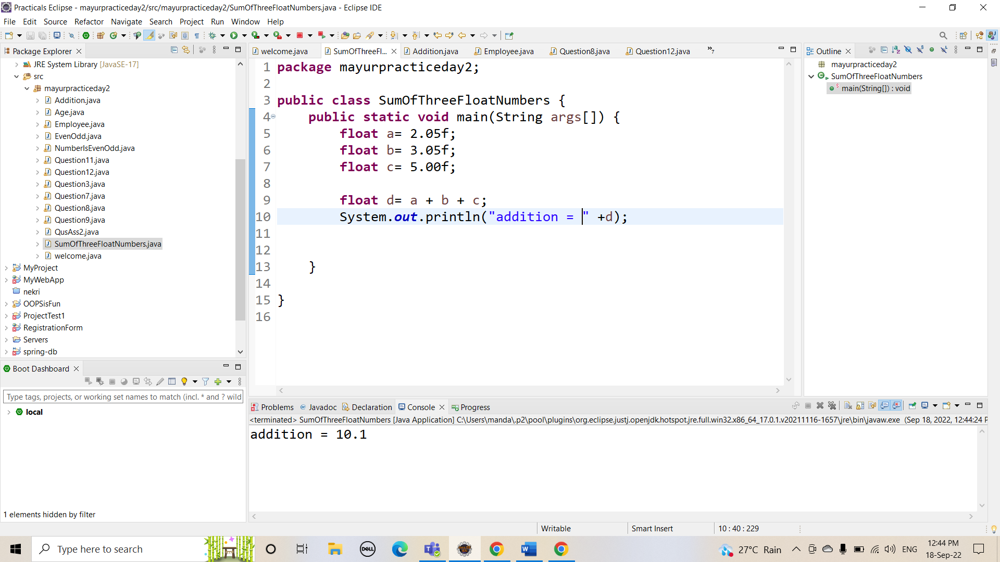 Practicals Eclipse - mayurpracticeday2/src/mayurpracticeday2/SumOfThreeFloatNumbers.java - Eclipse IDE
File Edit Source Refactor Navigate Search Project Run Window Help
Package Explorer
JRE System Library [JavaSE-17]
src
mayurpracticeday2
Addition.java
Age.java
Employee.java
EvenOdd.java
NumberIsEvenOdd.java
Question11.java
Question12.java
Question3.java
Question7.java
Question8.java
Question9.java
QusAss2.java
SumOfThreeFloatNumbers.java
welcome.java
MyProject
MyWebApp
nekri
OOPSisFun
ProjectTest1
RegistrationForm
Servers
spring-db
Boot Dashboard
Type tags, projects, or working set names to match (incl. * and ? wild
local
1 elements hidden by filter
welcome.java SumOfThreeFl... Addition.java Employee.java Question8.java Question12.java »7
1 package mayurpracticeday2;
2
3 public class SumOfThreeFloatNumbers {
4 public static void main(String args[]) {
5 float a= 2.05f;
6 float b= 3.05f;
7 float c= 5.00f;
8
9 float d= a + b + c;
10 System.out.println("addition = " +d);
11
12
13 }
14
15 }
16
Outline
mayurpracticeday2
SumOfThreeFloatNumbers
main(String[]) : void
Problems Javadoc Declaration Console Progress
<terminated> SumOfThreeFloatNumbers [Java Application] C:\Users\manda\.p2\pool\plugins\org.eclipse.justj.openjdk.hotspot.jre.full.win32.x86_64_17.0.1.v20211116-1657\jre\bin\javaw.exe (Sep 18, 2022, 12:44:24 P
addition = 10.1
Writable Smart Insert 10 : 40 : 229
Type here to search
DELL
27°C Rain
ENG
12:44 PM
18-Sep-22